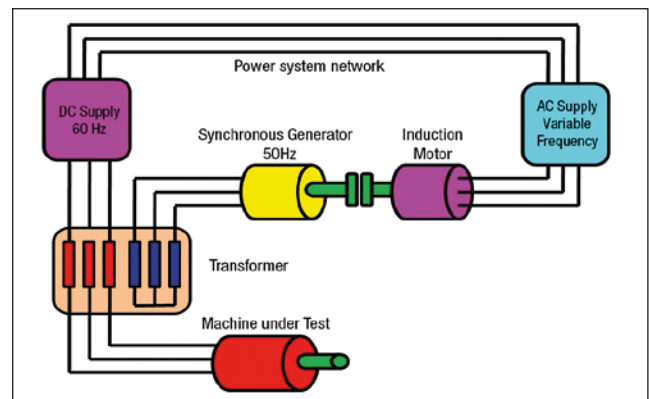 Power system network
DC Supply
60 Hz
AC Supply
Variable
Frequency
Synchronous Generator
50Hz
Induction
Motor
Transformer
Machine under Test